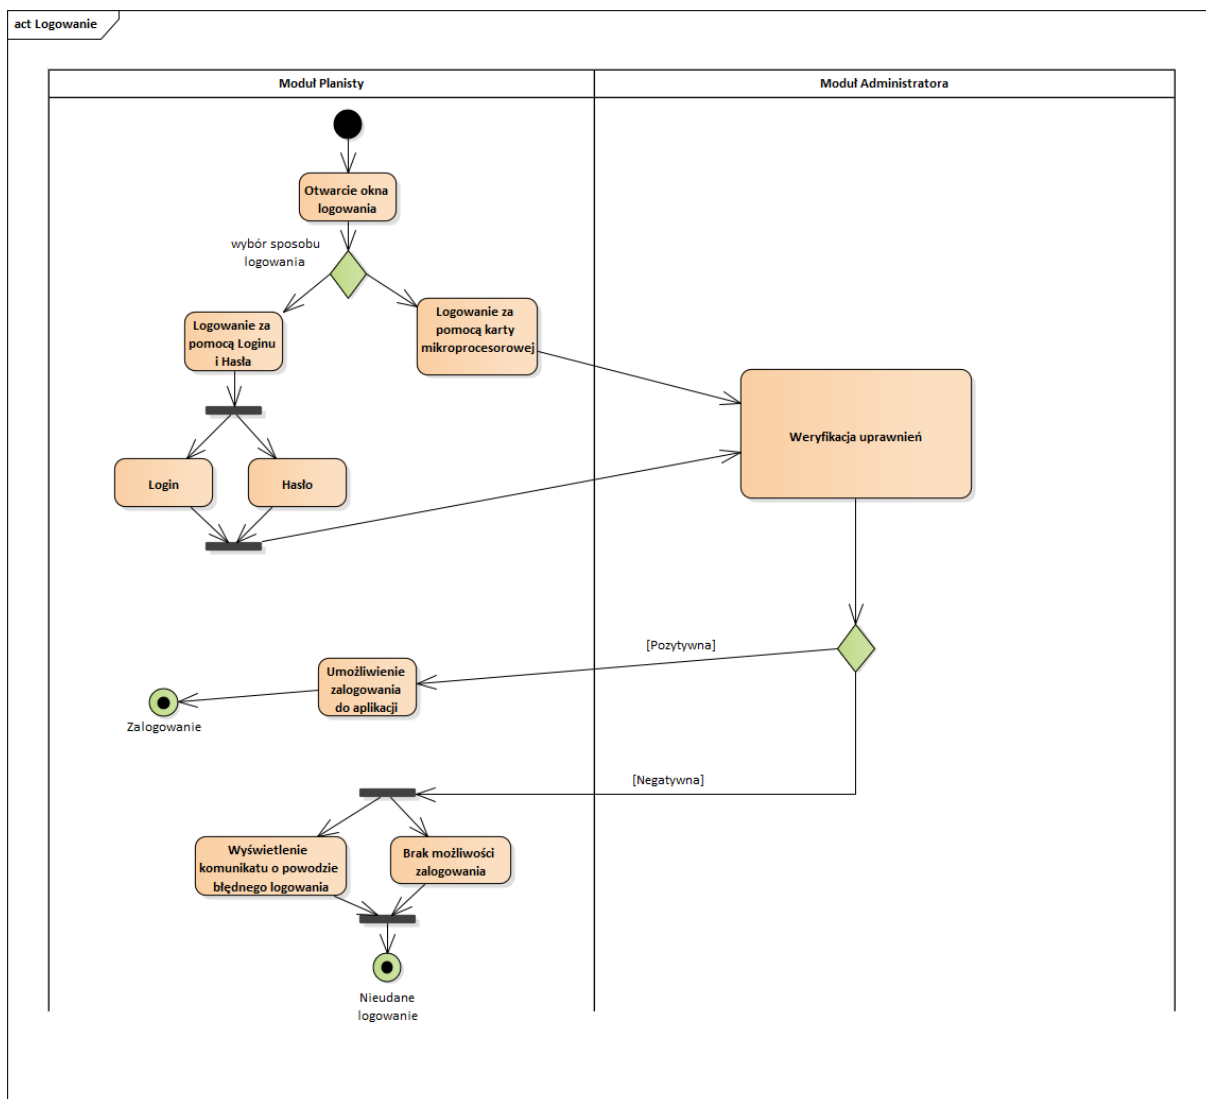 act Logowanie
Moduł Planisty
Moduł Administratora
Otwarcie okna
logowania
wybór sposobu
logowania
Logowanie za
pomocą Loginu
i Hasła
Logowanie za
pomocą karty
mikroprocesorowej
Weryfikacja uprawnień
Login
Hasło
[Pozytywna]
Umożliwienie
zalogowania
do aplikacji
Zalogowanie
[Negatywna]
Wyświetlenie
komunikatu o powodzie
błędnego logowania
Brak możliwości
zalogowania
Nieudane
logowanie